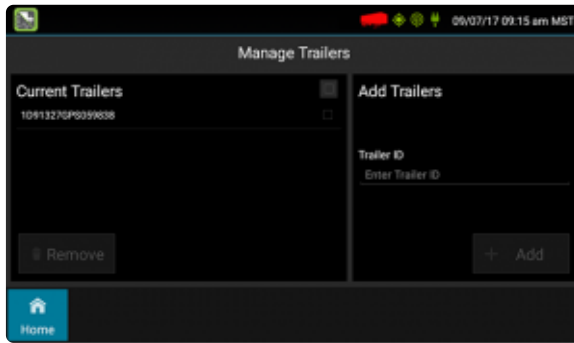 09/07/17 09:15 am MST
Manage Trailers
Current Trailers
1D91327GPS059838
Remove
Add Trailers
Trailer ID
Enter Trailer ID
+ Add
Home